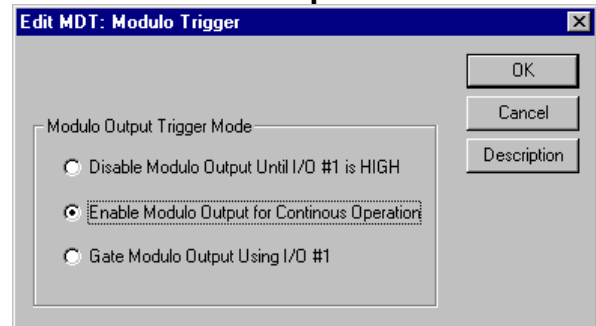 Edit MDT: Modulo Trigger
OK
Cancel
Description
Modulo Output Trigger Mode
Disable Modulo Output Until I/O #1 is HIGH
Enable Modulo Output for Continous Operation
Gate Modulo Output Using I/O #1